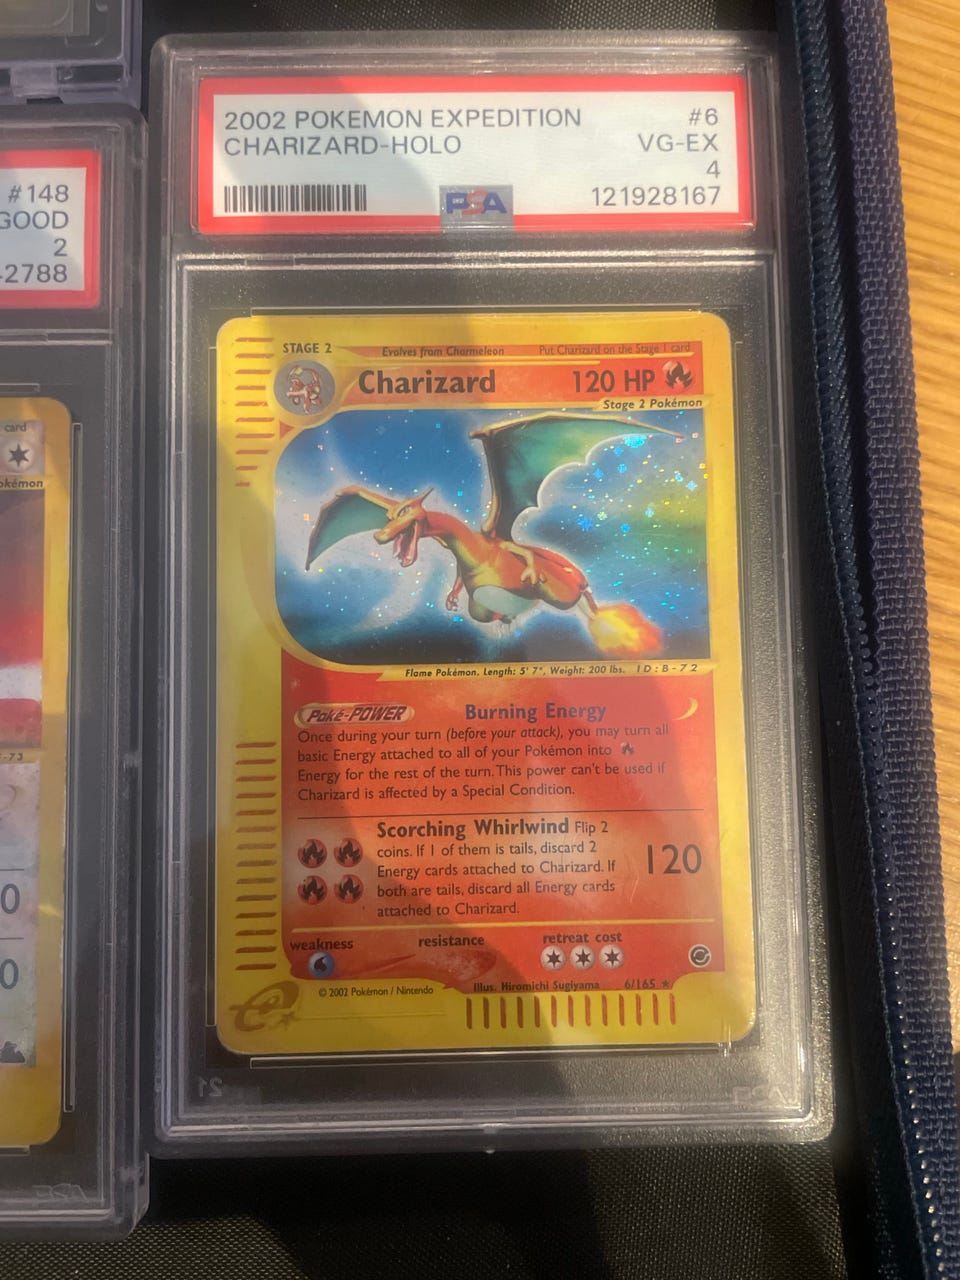 2002 POKEMON EXPEDITION #6
CHARIZARD-HOLO VG-EX
4
PSA 121928167
#148
GOOD
2
2788
card
okémon
-73
0
0
STAGE 2 Evolves from Charmeleon Put Charizard on the Stage 1 card
Charizard 120 HP
Stage 2 Pokémon
Flame Pokémon, Length: 5' 7", Weight: 200 lbs. ID:B-72
Poké-POWER Burning Energy
Once during your turn (before your attack), you may turn all
basic Energy attached to all of your Pokémon into
Energy for the rest of the turn. This power can't be used if
Charizard is affected by a Special Condition.
Scorching Whirlwind Flip 2
coins. If 1 of them is tails, discard 2
Energy cards attached to Charizard. If
both are tails, discard all Energy cards
attached to Charizard.
120
weakness resistance retreat cost
© 2002 Pokémon / Nintendo Illus. Hiromichi Sugiyama 6/165
e
21